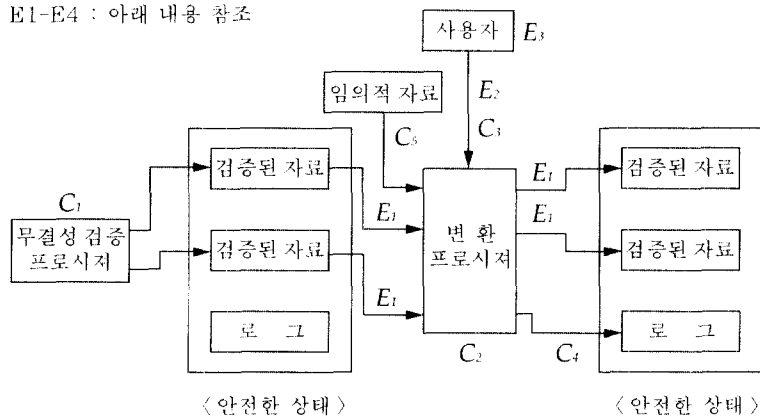 E1-E4 : 아래 내용 참조
사용자
E3
임의적 자료
E2
C5
C3
검증된 자료
E1
검증된 자료
C1
무결성 검증
프로시저
E1
변 환
프로시져
E1
검증된 자료
검증된 자료
E1
로 그
C2
C4
로 그
〈안전한 상태〉
〈안전한 상태〉